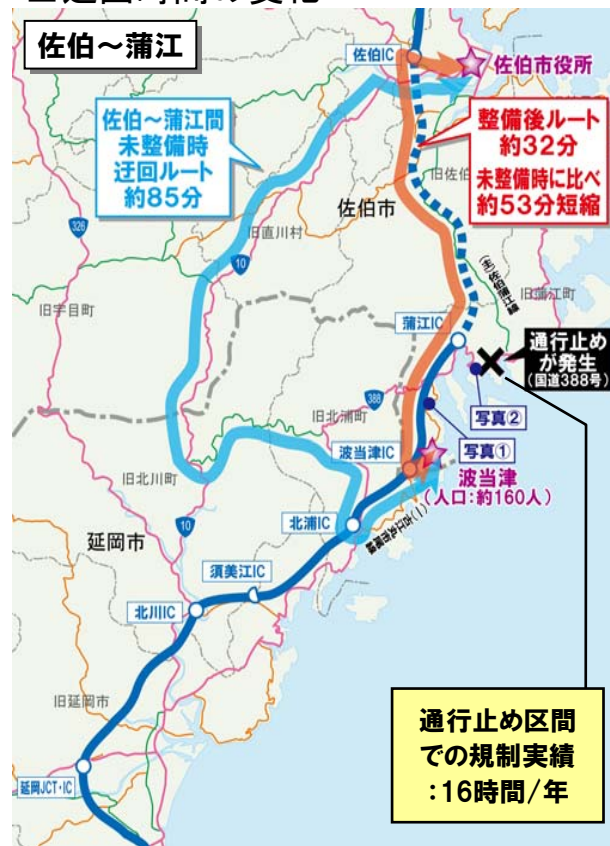 佐伯～蒲江
佐伯IC
佐伯市役所
佐伯～蒲江間
未整備時
迂回ルート
約85分
整備後ルート
約32分
未整備時に比べ
約53分短縮
佐伯市
旧直川村
326
10
旧宇目町
(主)佐伯蒲江線
旧蒲江町
蒲江IC
通行止め
が発生
(国道388号)
388
旧北浦町
写真②
写真①
波当津IC
波当津
(人口:約160人)
旧北川町
北浦IC
10
延岡市
須美江IC
北川IC
旧延岡市
延岡JCT・IC
通行止め区間
での規制実績
:16時間/年